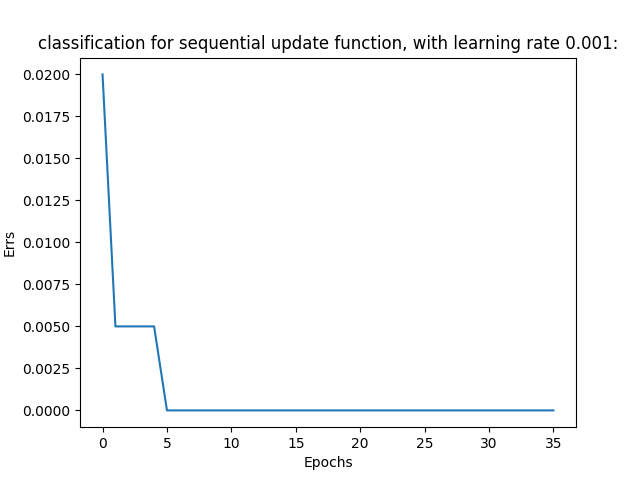 classification for sequential update function, with learning rate 0.001:
0.0200
0.0175
0.0150
0.0125
0.0100
0.0075
0.0050
0.0025
0.0000
Errs
0 5 10 15 20 25 30 35
Epochs